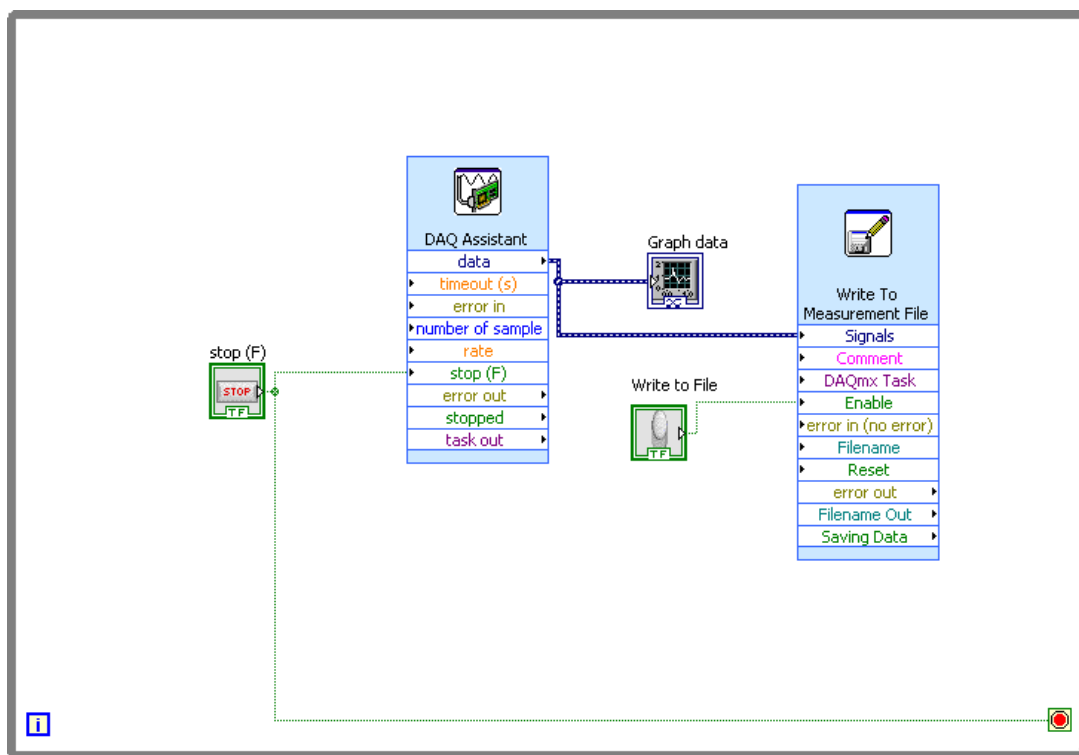 DAQ Assistant
data
timeout (s)
error in
number of sample
rate
stop (F)
error out
stopped
task out
stop (F)
STOP
TF
Graph data
Write to File
TF
Write To
Measurement File
Signals
Comment
DAQmx Task
Enable
error in (no error)
Filename
Reset
error out
Filename Out
Saving Data
i